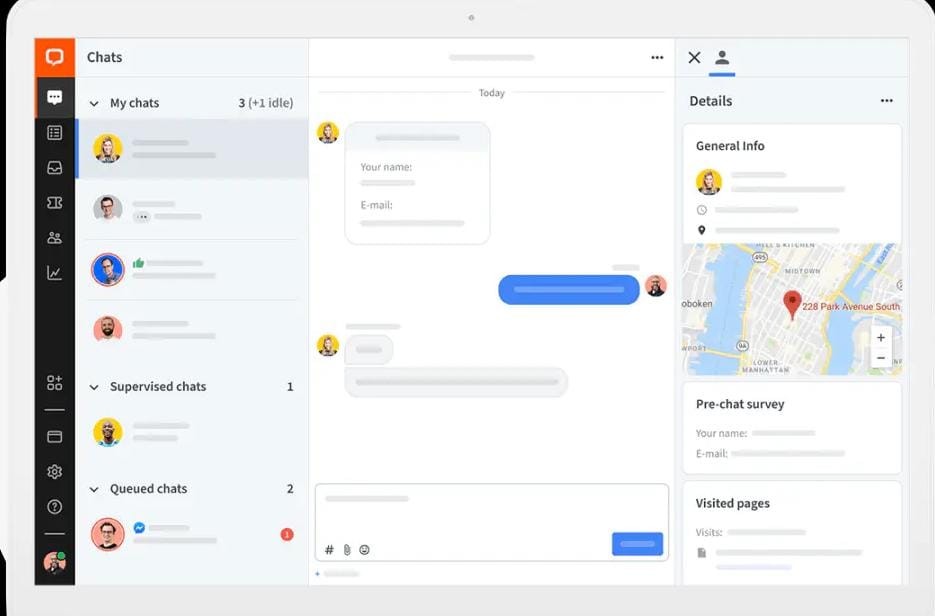 Chats
My chats
3 (+1 idle)
Supervised chats
1
Queued chats
2
1
Today
Your name:
E-mail:
#
Details
General Info
HELL'S KITCHEN
495
MIDTOWN
oboken
228 Park Avenue South
9A
LOWER
MANHATTAN
+
−
Pre-chat survey
Your name:
E-mail:
Visited pages
Visits: